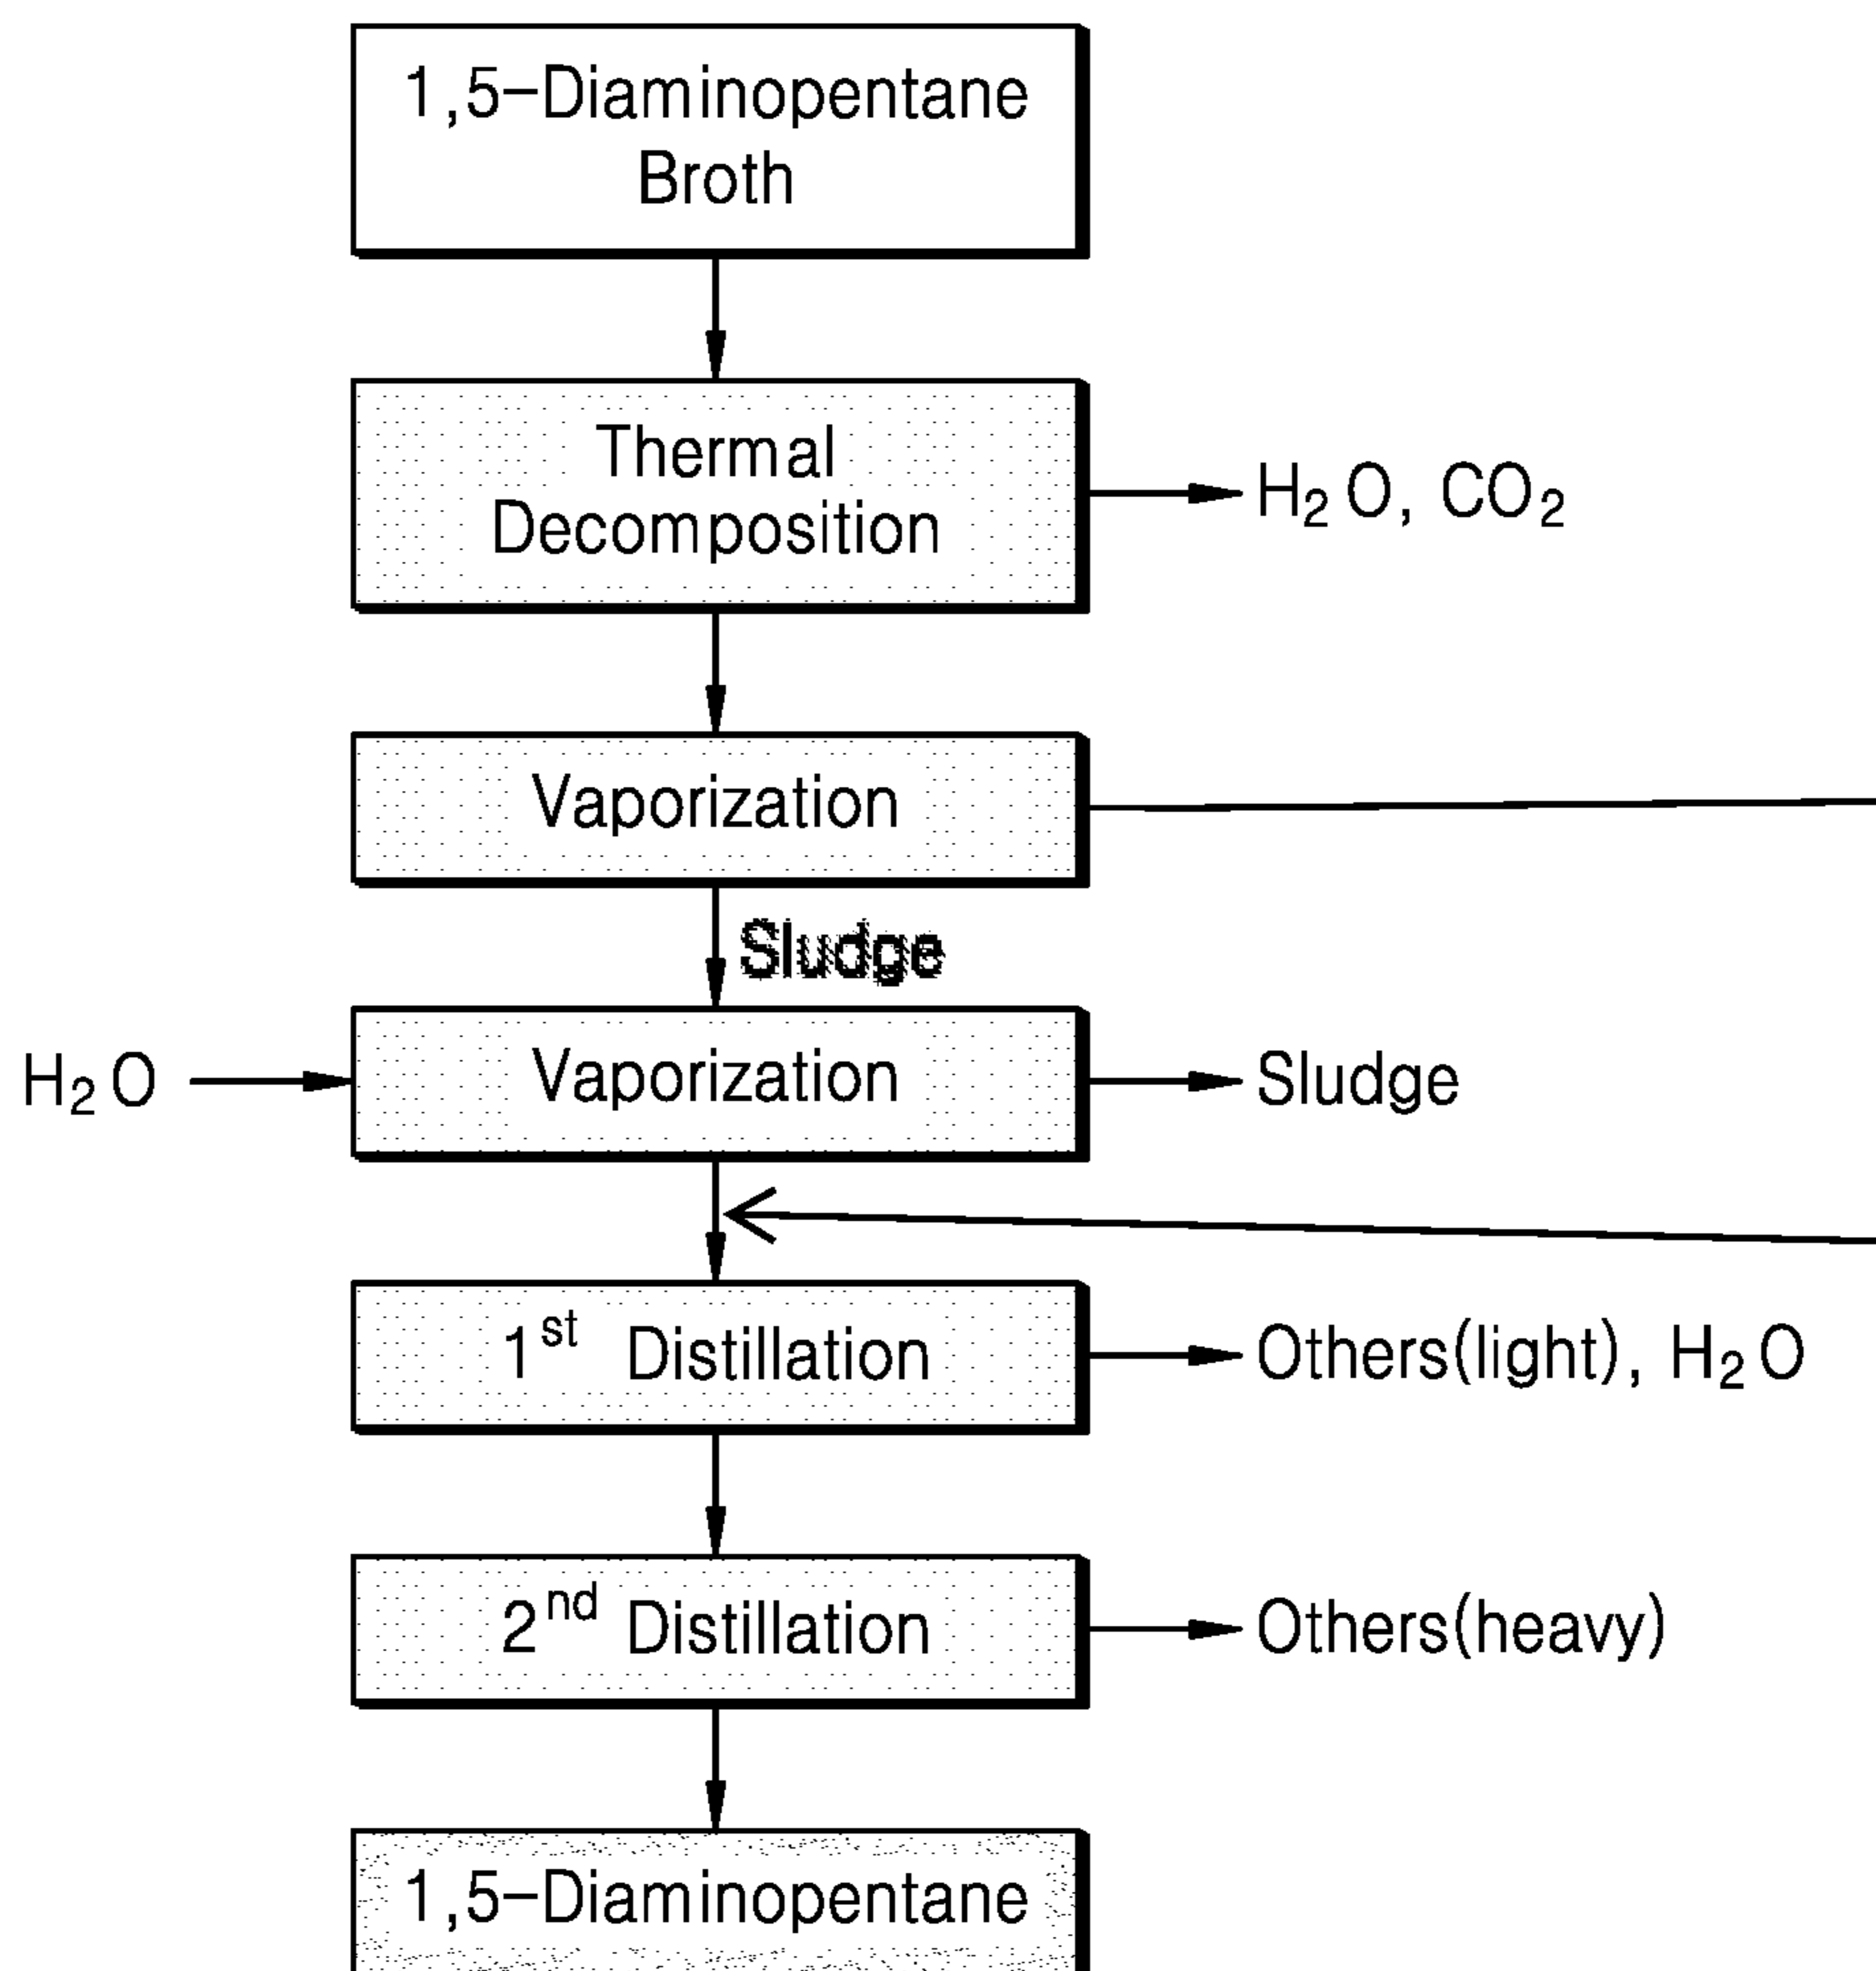 1,5-Diaminopentane
Broth
Thermal
Decomposition
H₂O, CO₂
Vaporization
Sludge
H₂O
Vaporization
Sludge
1ˢᵗ Distillation
Others(light), H₂O
2ⁿᵈ Distillation
Others(heavy)
1,5-Diaminopentane